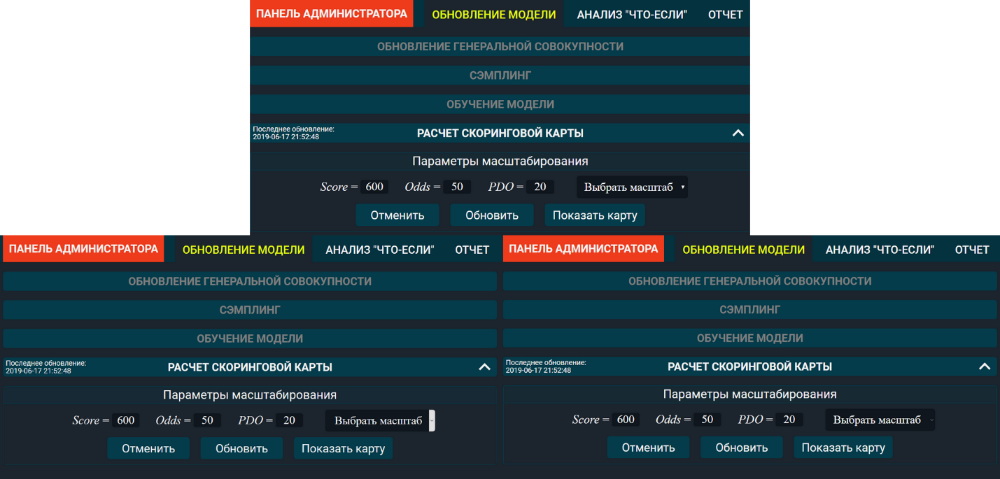 ПАНЕЛЬ АДМИНИСТРАТОРА ОБНОВЛЕНИЕ МОДЕЛИ АНАЛИЗ "ЧТО-ЕСЛИ" ОТЧЕТ
ОБНОВЛЕНИЕ ГЕНЕРАЛЬНОЙ СОВОКУПНОСТИ
СЭМПЛИНГ
ОБУЧЕНИЕ МОДЕЛИ
Последнее обновление:
2019-06-17 21:52:48
РАСЧЕТ СКОРИНГОВОЙ КАРТЫ
Параметры масштабирования
Score = 600 Odds = 50 PDO = 20 Выбрать масштаб
Отменить Обновить Показать карту
ПАНЕЛЬ АДМИНИСТРАТОРА ОБНОВЛЕНИЕ МОДЕЛИ АНАЛИЗ "ЧТО-ЕСЛИ" ОТЧЕТ
ОБНОВЛЕНИЕ ГЕНЕРАЛЬНОЙ СОВОКУПНОСТИ
СЭМПЛИНГ
ОБУЧЕНИЕ МОДЕЛИ
Последнее обновление:
2019-06-17 21:52:48
РАСЧЕТ СКОРИНГОВОЙ КАРТЫ
Параметры масштабирования
Score = 600 Odds = 50 PDO = 20 Выбрать масштаб
Отменить Обновить Показать карту
ПАНЕЛЬ АДМИНИСТРАТОРА ОБНОВЛЕНИЕ МОДЕЛИ АНАЛИЗ "ЧТО-ЕСЛИ" ОТЧЕТ
ОБНОВЛЕНИЕ ГЕНЕРАЛЬНОЙ СОВОКУПНОСТИ
СЭМПЛИНГ
ОБУЧЕНИЕ МОДЕЛИ
Последнее обновление:
2019-06-17 21:52:48
РАСЧЕТ СКОРИНГОВОЙ КАРТЫ
Параметры масштабирования
Score = 600 Odds = 50 PDO = 20 Выбрать масштаб
Отменить Обновить Показать карту